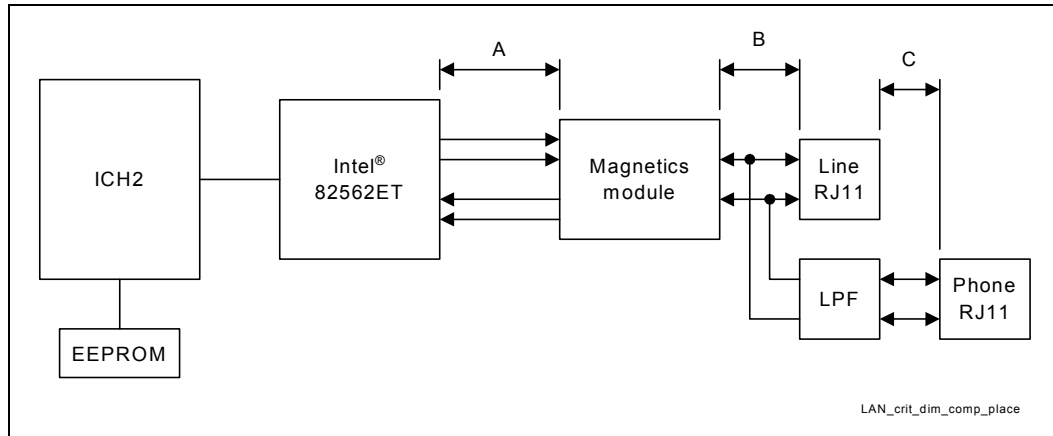 A
B
C
ICH2
Intel®
82562ET
Magnetics
module
Line
RJ11
LPF
Phone
RJ11
EEPROM
LAN_crit_dim_comp_place